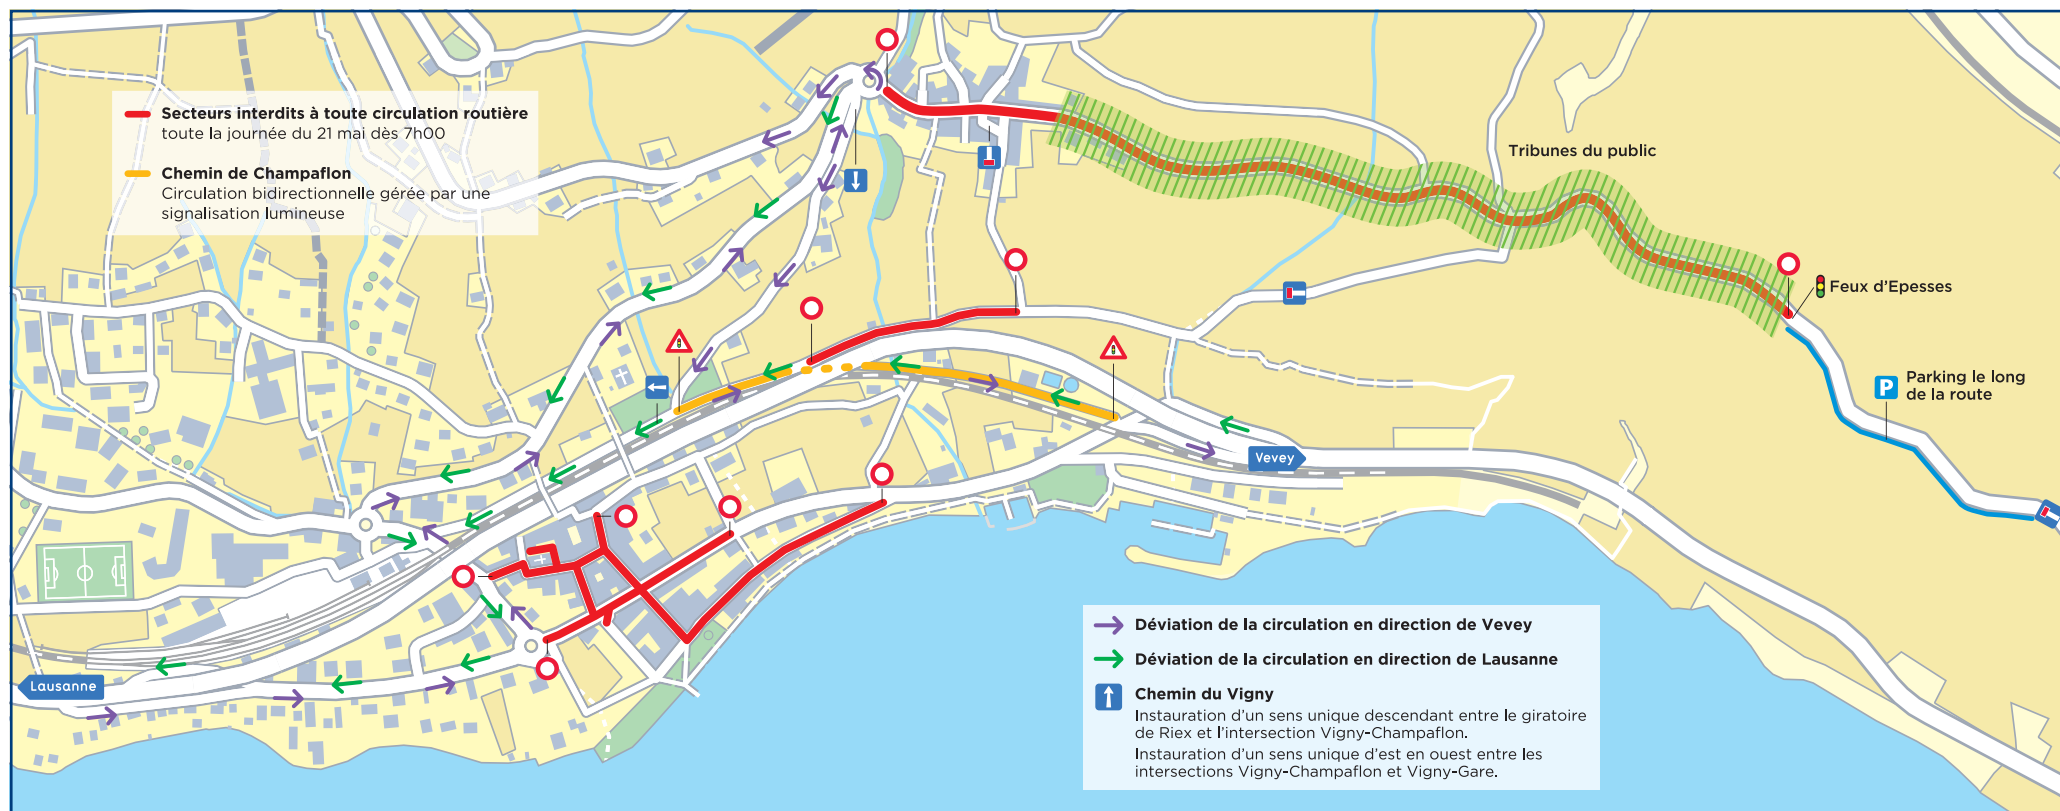 Secteurs interdits à toute circulation routière
toute la journée du 21 mai dès 7h00
Chemin de Champaflon
Circulation bidirectionnelle gérée par une
signalisation lumineuse
Tribunes du public
Feux d'Epesses
P
Parking le long
de la route
Vevey
Lausanne
Déviation de la circulation en direction de Vevey
Déviation de la circulation en direction de Lausanne
Chemin du Vigny
Instauration d'un sens unique descendant entre le giratoire
de Riex et l'intersection Vigny-Champaflon.
Instauration d'un sens unique d'est en ouest entre les
intersections Vigny-Champaflon et Vigny-Gare.